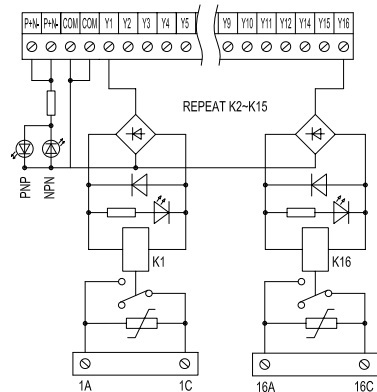 P+N- P+N- COM COM Y1 Y2 Y3 Y4 Y5 Y9 Y10 Y11 Y12 Y14 Y15 Y16
REPEAT K2~K15
PNP NPN
K1 K16
1A 1C 16A 16C